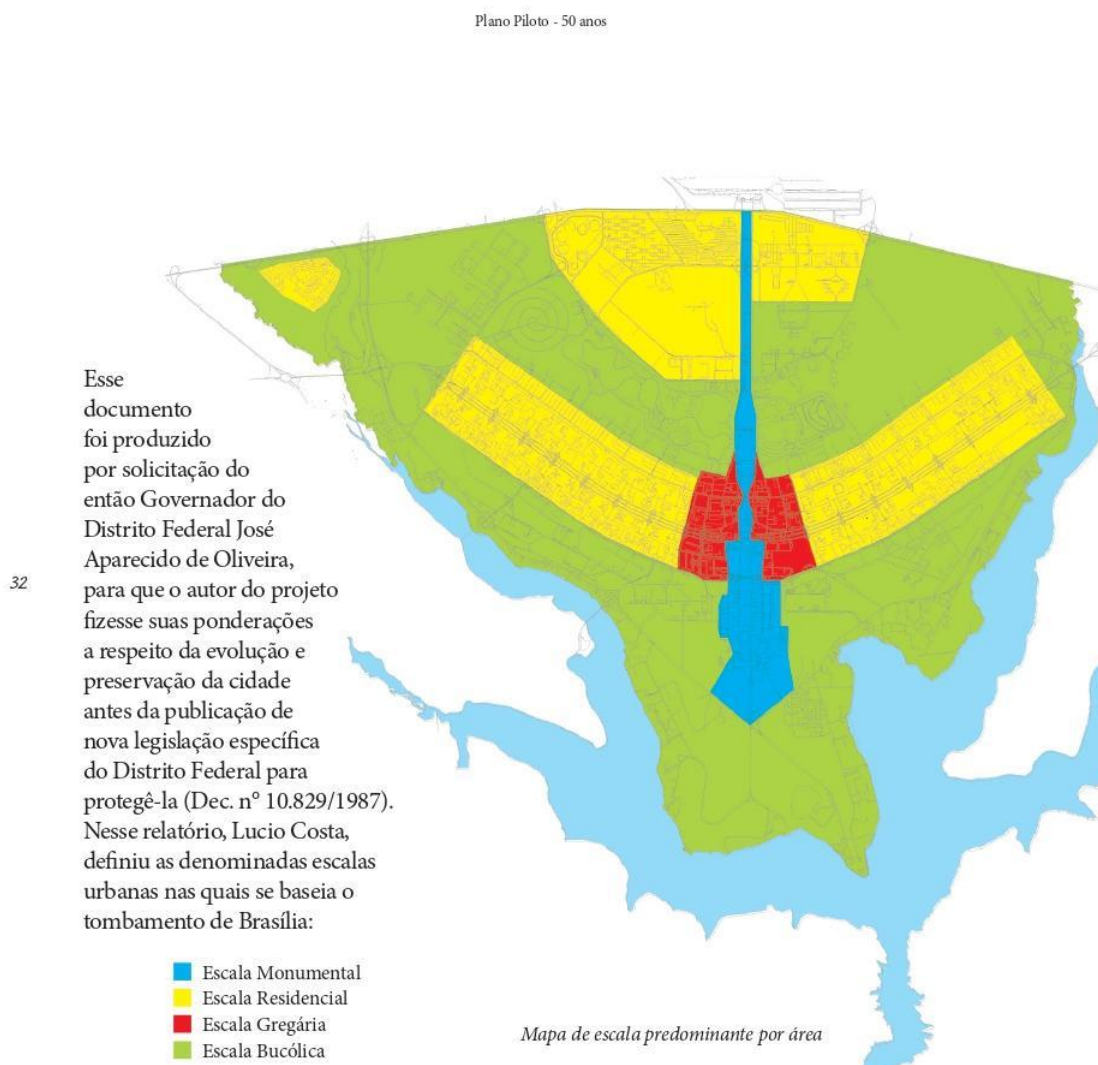 Plano Piloto - 50 anos
Esse
documento
foi produzido
por solicitação do
então Governador do
Distrito Federal José
Aparecido de Oliveira,
para que o autor do projeto
fizesse suas ponderações
a respeito da evolução e
preservação da cidade
antes da publicação de
nova legislação específica
do Distrito Federal para
protegê-la (Dec. nº 10.829/1987).
Nesse relatório, Lucio Costa,
definiu as denominadas escalas
urbanas nas quais se baseia o
tombamento de Brasília:
32
Escala Monumental
Escala Residencial
Escala Gregária
Escala Bucólica
Mapa de escala predominante por área